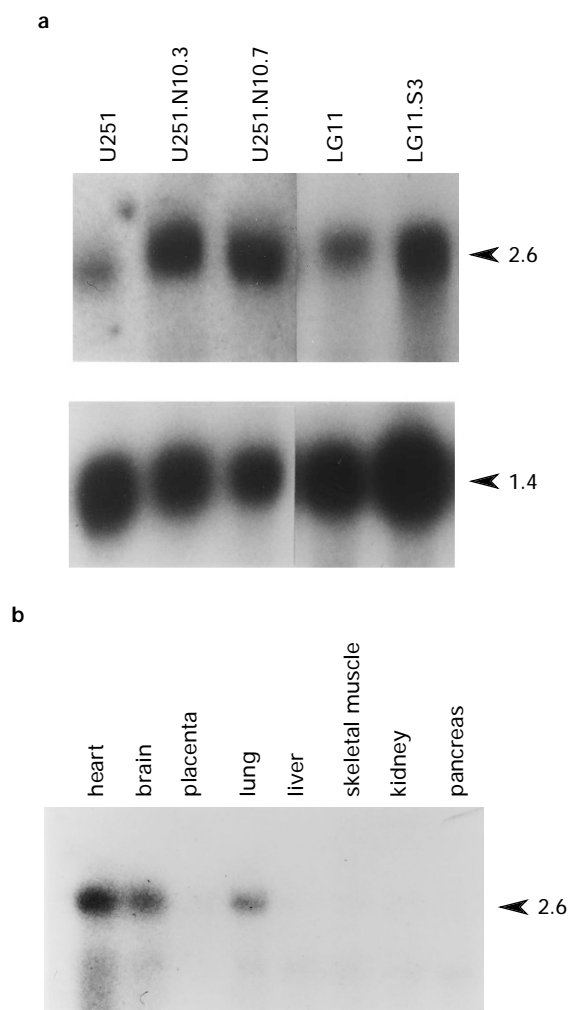 a
U251
U251.N10.3
U251.N10.7
LG11
LG11.S3
2.6
1.4
b
heart
brain
placenta
lung
liver
skeletal muscle
kidney
pancreas
2.6